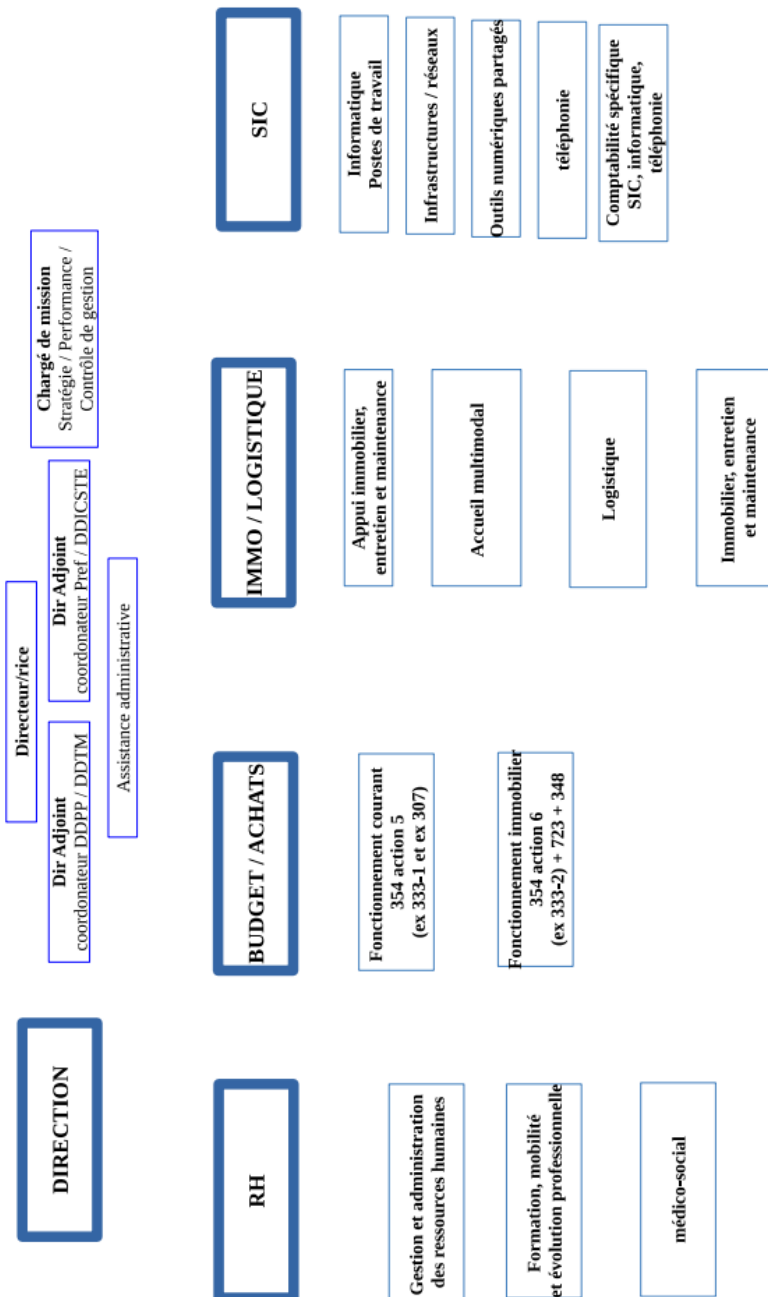 DIRECTION
Directeur/rice
Dir Adjoint
coordonateur DDPP / DDTM
Dir Adjoint
coordonateur Pref / DDICSTE
Assistance administrative
Chargé de mission
Stratégie / Performance /
Contrôle de gestion
RH
Gestion et administration
des ressources humaines
Formation, mobilité
et évolution professionnelle
médico-social
BUDGET / ACHATS
Fonctionnement courant
354 action 5
(ex 333-1 et ex 307)
Fonctionnement immobilier
354 action 6
(ex 333-2) + 723 + 348
IMMO / LOGISTIQUE
Appui immobilier,
entretien et maintenance
Accueil multimodal
Logistique
Immobilier, entretien
et maintenance
SIC
Informatique
Postes de travail
Infrastructures / réseaux
Outils numériques partagés
téléphonie
Comptabilité spécifique
SIC, informatique,
téléphonie